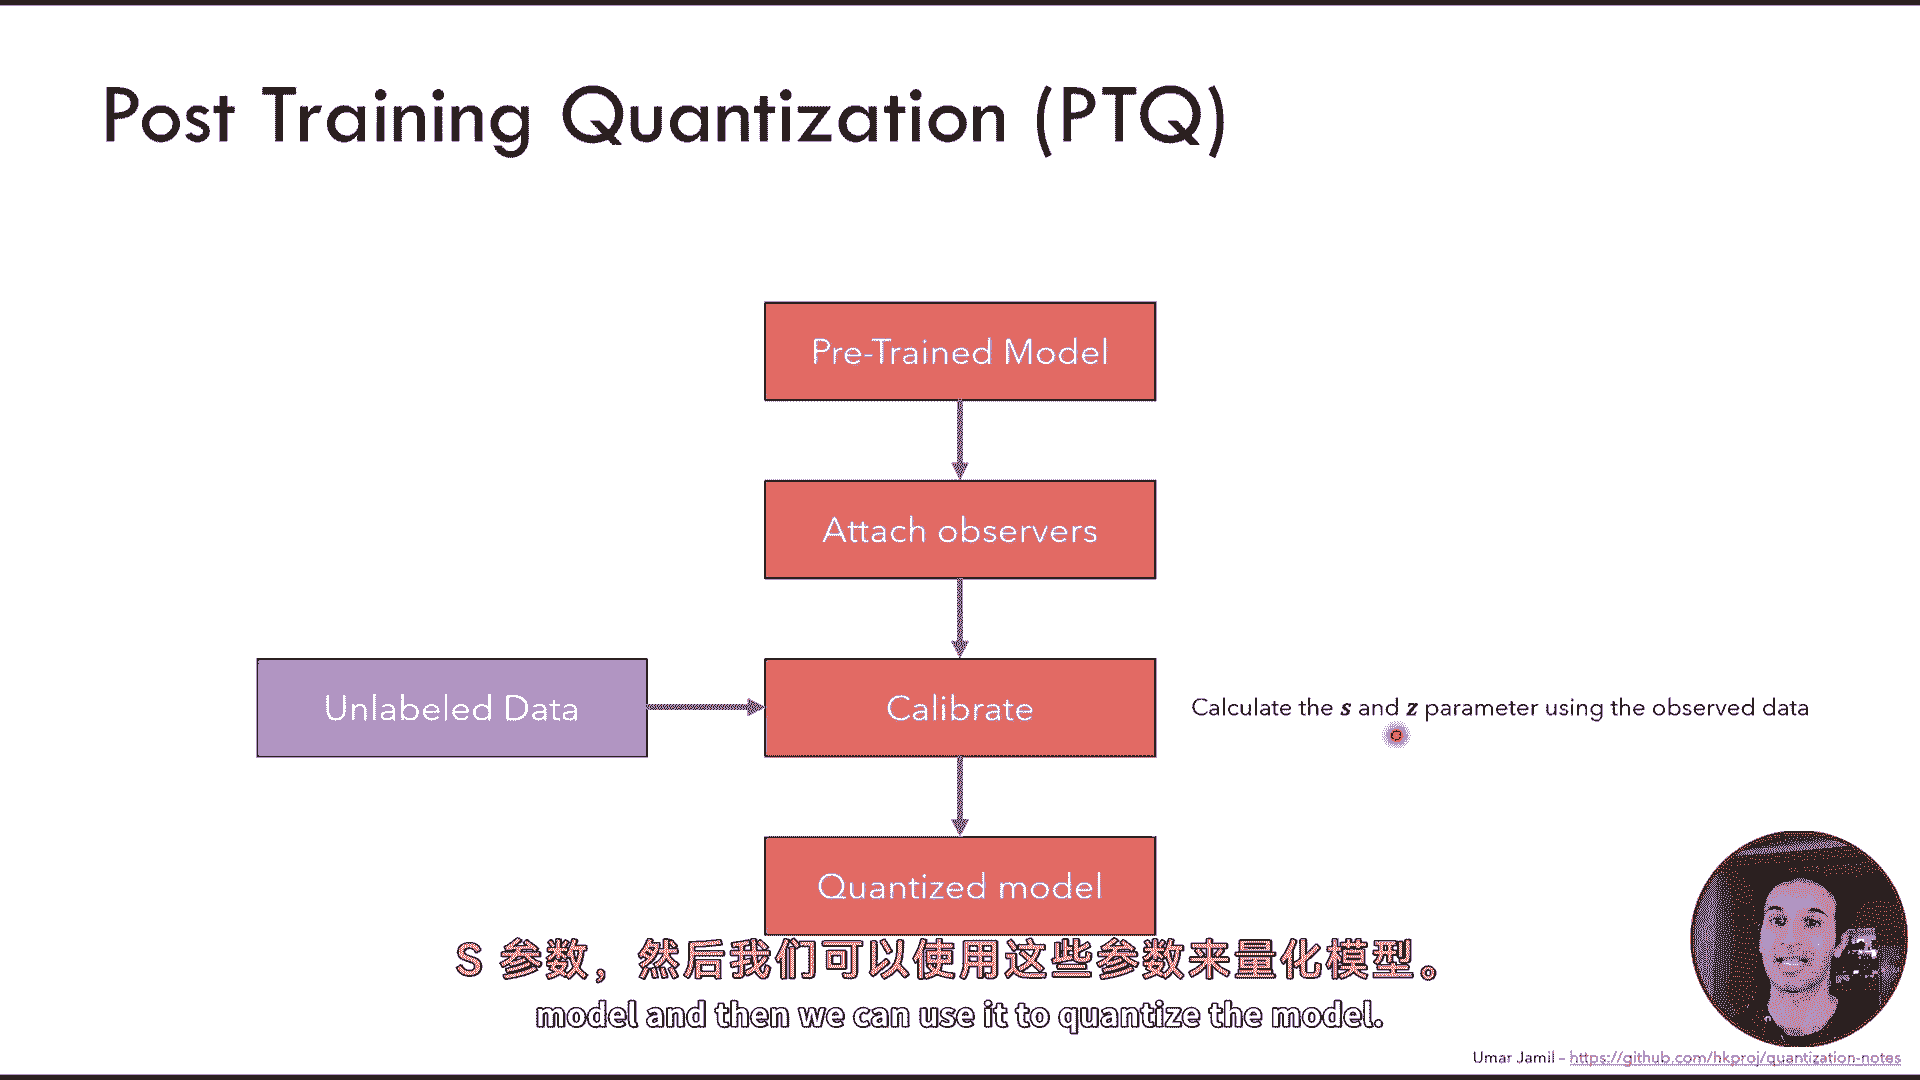 Post Training Quantization (PTQ)
Pre-Trained Model
Attach observers
Unlabeled Data
Calibrate
Calculate the s and z parameter using the observed data
Quantized model
S 参数，然后我们可以使用这些参数来量化模型。
model and then we can use it to quantize the model.
Umar Jamil – https://github.com/hkproj/quantization-notes